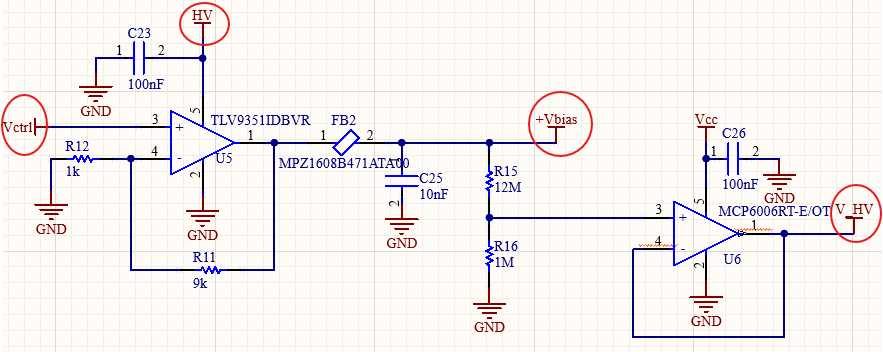 HV
C23
1
2
100nF
GND
5
TLV9351IDBVR
FB2
Vctrl
3
+
1
1
2
+Vbias
R12
4
-
U5
MPZ1608B471ATA00
1k
2
GND
GND
1
C25
10nF
2
GND
R15
12M
Vcc
C26
1
2
100nF
GND
5
MCP6006RT-E/OT
V_HV
3
+
1
4
-
U6
2
R16
1M
GND
GND
R11
9k